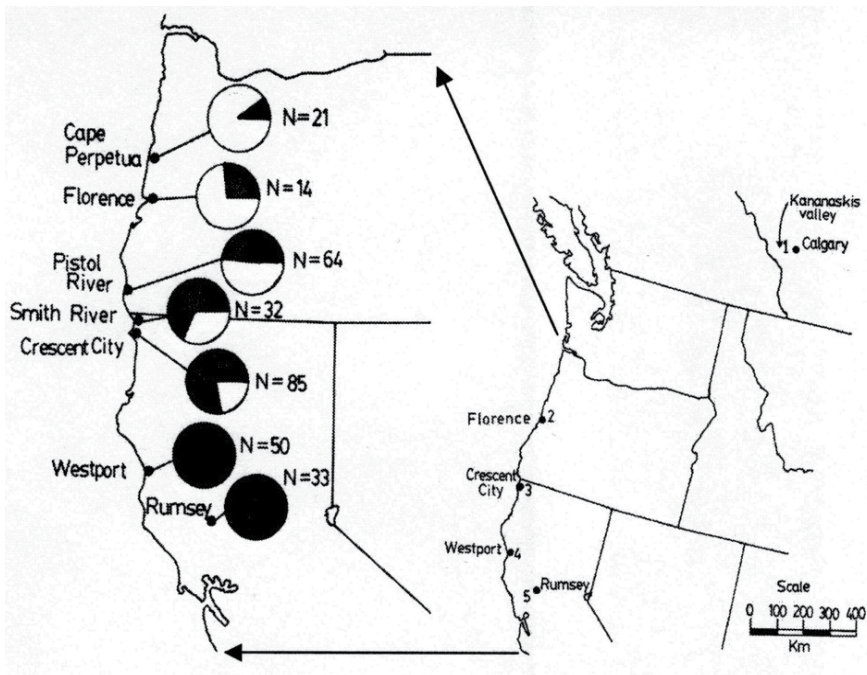 Cape
Perpetua
N=21
Florence
N=14
Pistol
River
N=64
Smith River
N=32
Crescent City
N=85
Westport
N=50
Rumsey
N=33
Kananaskis
valley
1 Calgary
Florence 2
Crescent
City 3
Westport 4
5 Rumsey
Scale
0 100 200 300 400
Km